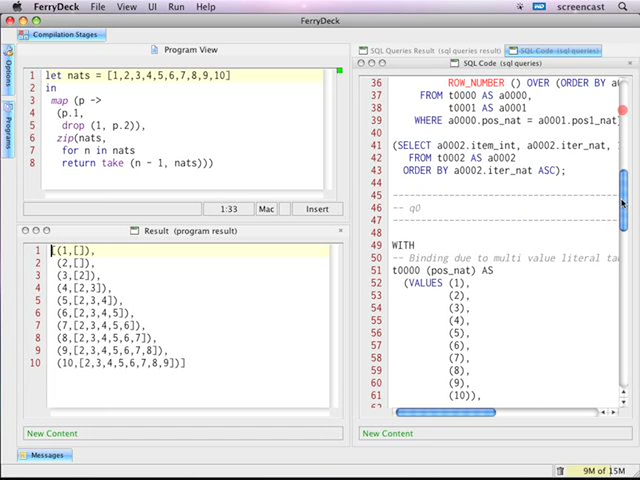 FerryDeck File View UI Run Help screencast
FerryDeck
Compilation Stages
Options
Programs
Program View
1 let nats = [1,2,3,4,5,6,7,8,9,10]
2 in
3 map (p ->
4 (p.1,
5 drop (1, p.2)),
6 zip(nats,
7 for n in nats
8 return take (n - 1, nats)))
1:33 Mac Insert
Result (program result)
1 [(1,[]),
2 (2,[]),
3 (3,[2]),
4 (4,[2,3]),
5 (5,[2,3,4]),
6 (6,[2,3,4,5]),
7 (7,[2,3,4,5,6]),
8 (8,[2,3,4,5,6,7]),
9 (9,[2,3,4,5,6,7,8]),
10 (10,[2,3,4,5,6,7,8,9])]
New Content
SQL Queries Result (sql queries result) SQL Code (sql queries)
SQL Code (sql queries)
36 ROW_NUMBER () OVER (ORDER BY
37 FROM t0000 AS a0000,
38 t0001 AS a0001
39 WHERE a0000.pos_nat = a0001.pos1_nat)
40
41 (SELECT a0002.item_int, a0002.iter_nat,
42 FROM t0002 AS a0002
43 ORDER BY a0002.iter_nat ASC);
44
45 --------------------------------
46 -- q0
47 --------------------------------
48
49 WITH
50 -- Binding due to multi value literal
51 t0000 (pos_nat) AS
52 (VALUES (1),
53 (2),
54 (3),
55 (4),
56 (5),
57 (6),
58 (7),
59 (8),
60 (9),
61 (10)),
New Content
Messages
9M of 15M